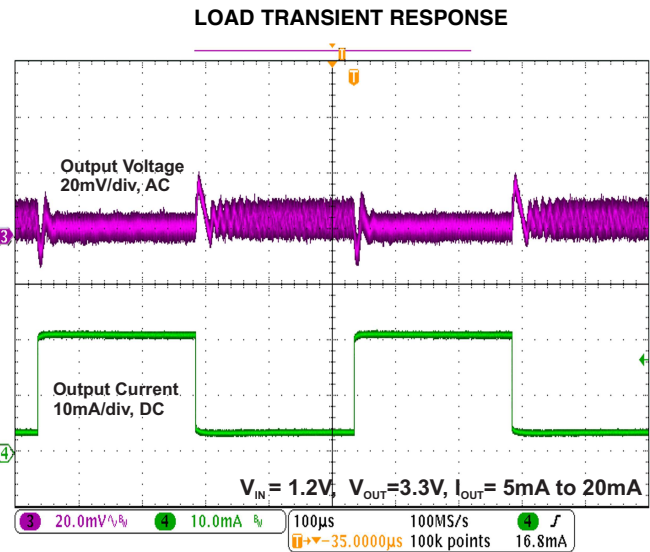 LOAD TRANSIENT RESPONSE
T
T
Output Voltage
20mV/div, AC
3
Output Current
10mA/div, DC
4
VIN = 1.2V, VOUT=3.3V, IOUT= 5mA to 20mA
3 20.0mV∿BW 4 10.0mA BW 100µs 100MS/s 4 ƒ
T→▼-35.0000µs 100k points 16.8mA